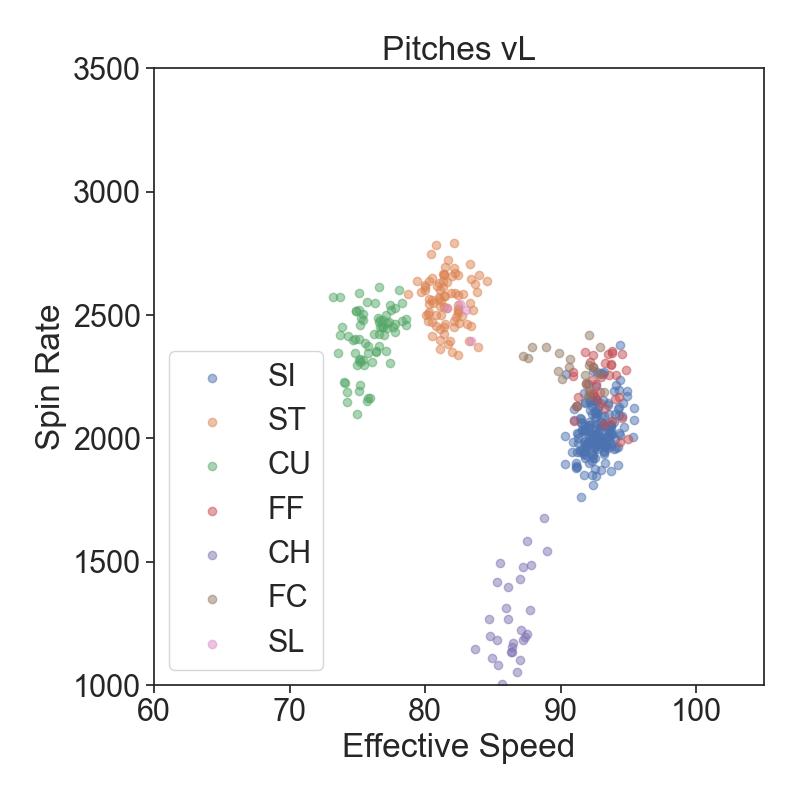 Pitches vL
3500
3000
2500
2000
1500
1000
Spin Rate
SI
ST
CU
FF
CH
FC
SL
60 70 80 90 100
Effective Speed